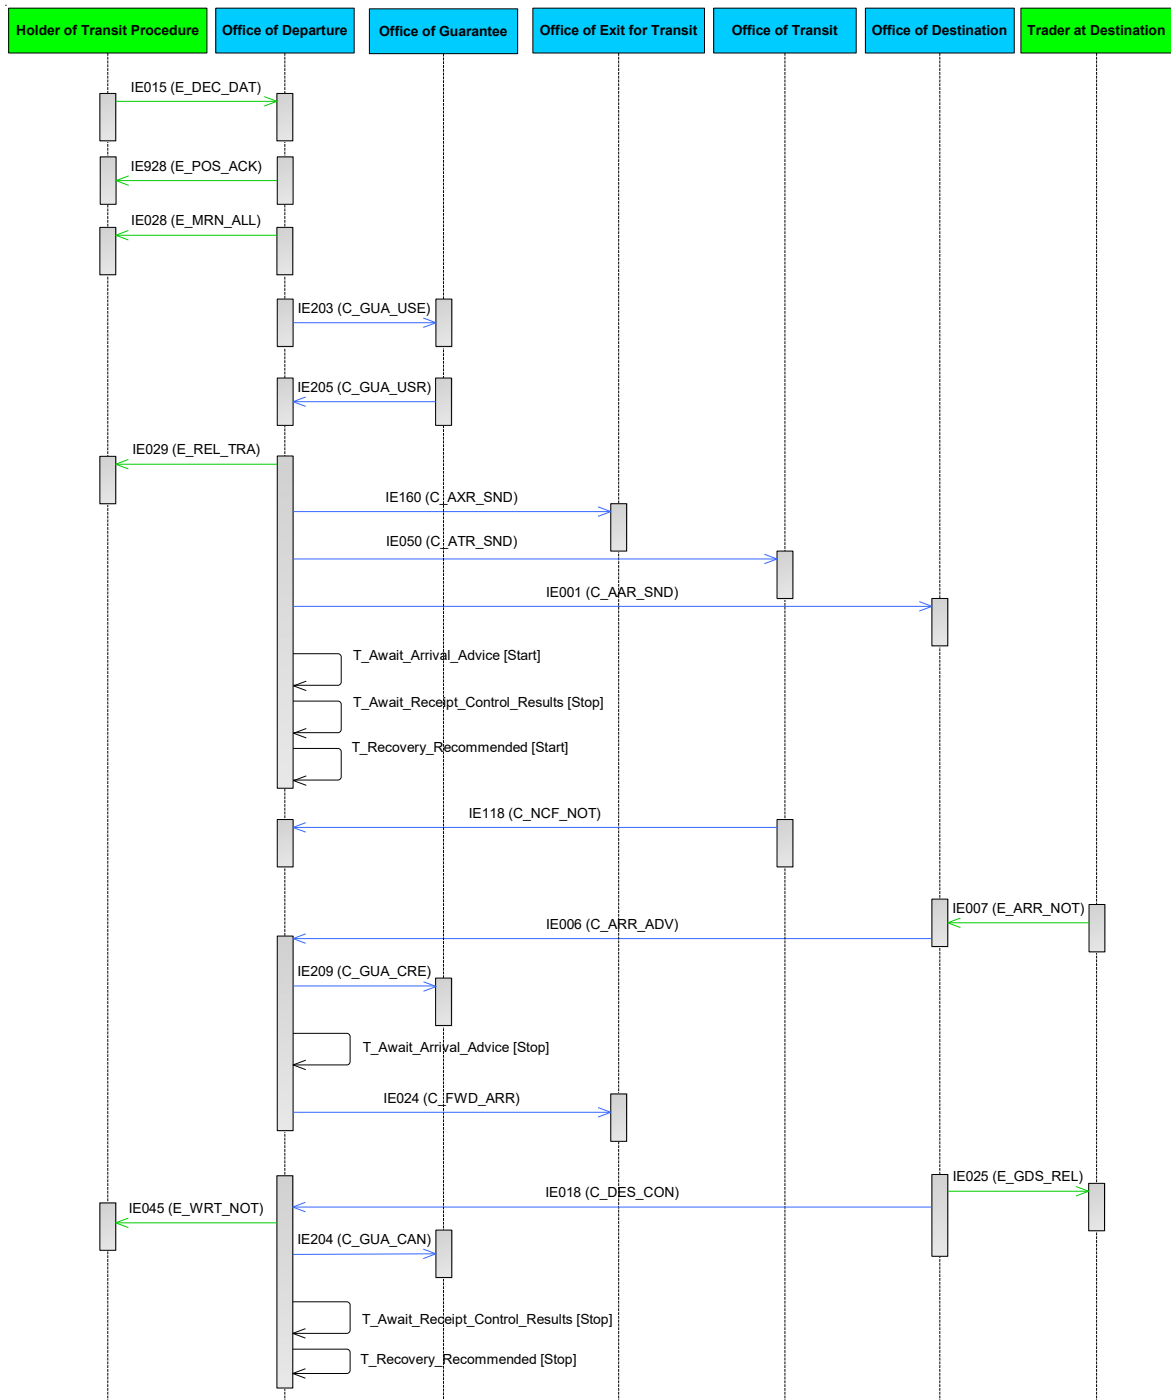 Holder of Transit Procedure
Office of Departure
Office of Guarantee
Office of Exit for Transit
Office of Transit
Office of Destination
Trader at Destination
IE015 (E_DEC_DAT)
IE928 (E_POS_ACK)
IE028 (E_MRN_ALL)
IE203 (C_GUA_USE)
IE205 (C_GUA_USR)
IE029 (E_REL_TRA)
IE160 (C_AXR_SND)
IE050 (C_ATR_SND)
IE001 (C_AAR_SND)
T_Await_Arrival_Advice [Start]
T_Await_Receipt_Control_Results [Stop]
T_Recovery_Recommended [Start]
IE118 (C_NCF_NOT)
IE007 (E_ARR_NOT)
IE006 (C_ARR_ADV)
IE209 (C_GUA_CRE)
T_Await_Arrival_Advice [Stop]
IE024 (C_FWD_ARR)
IE025 (E_GDS_REL)
IE018 (C_DES_CON)
IE045 (E_WRT_NOT)
IE204 (C_GUA_CAN)
T_Await_Receipt_Control_Results [Stop]
T_Recovery_Recommended [Stop]